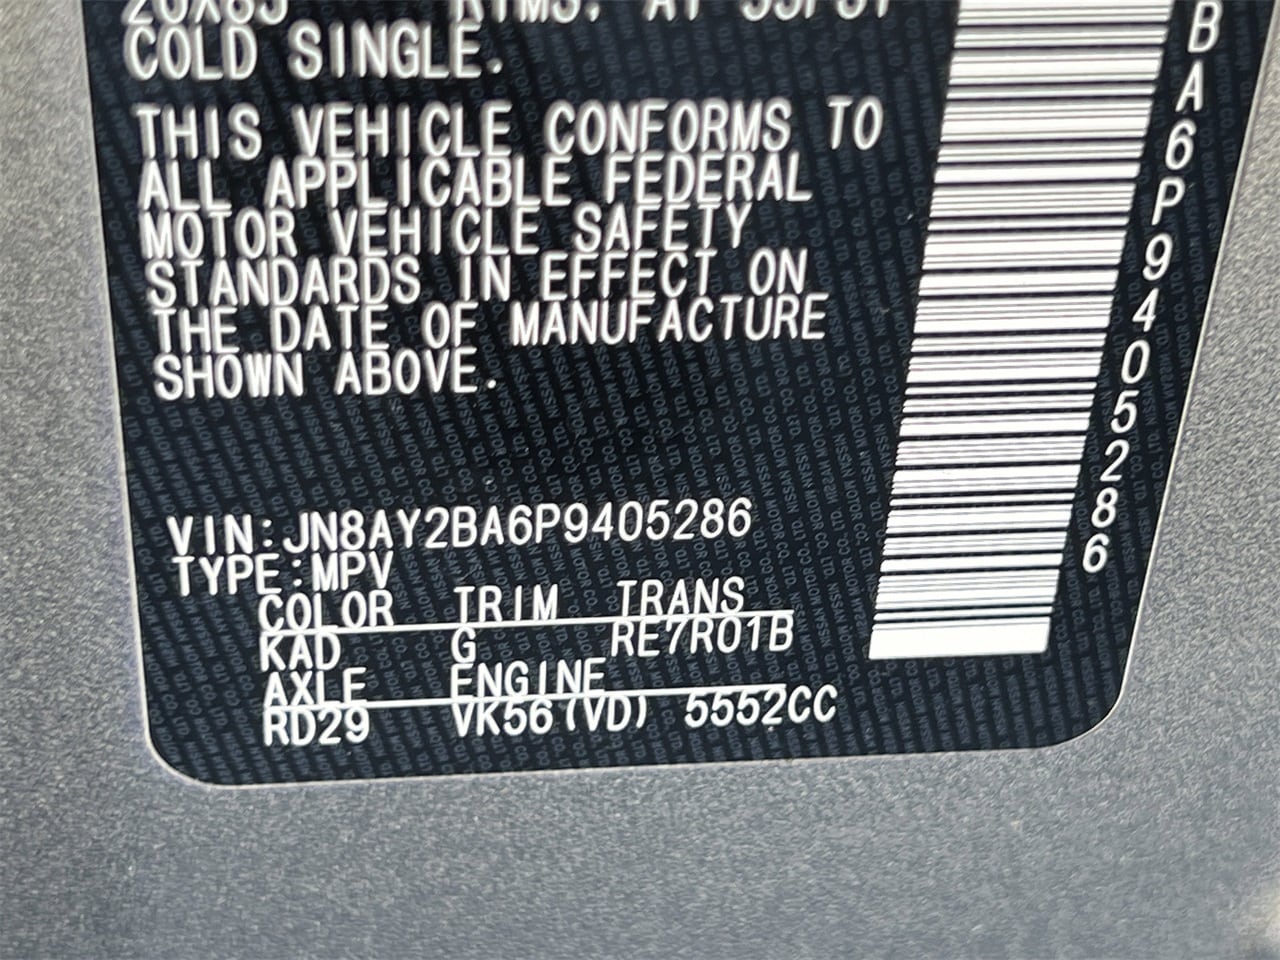 COLD SINGLE.
THIS VEHICLE CONFORMS TO
ALL APPLICABLE FEDERAL
MOTOR VEHICLE SAFETY
STANDARDS IN EFFECT ON
THE DATE OF MANUFACTURE
SHOWN ABOVE.
VIN:JN8AY2BA6P9405286
TYPE:MPV
COLOR TRIM TRANS
KAD G RE7R01B
AXLE ENGINE
RD29 VK56(VD) 5552CC
BA6P9405286